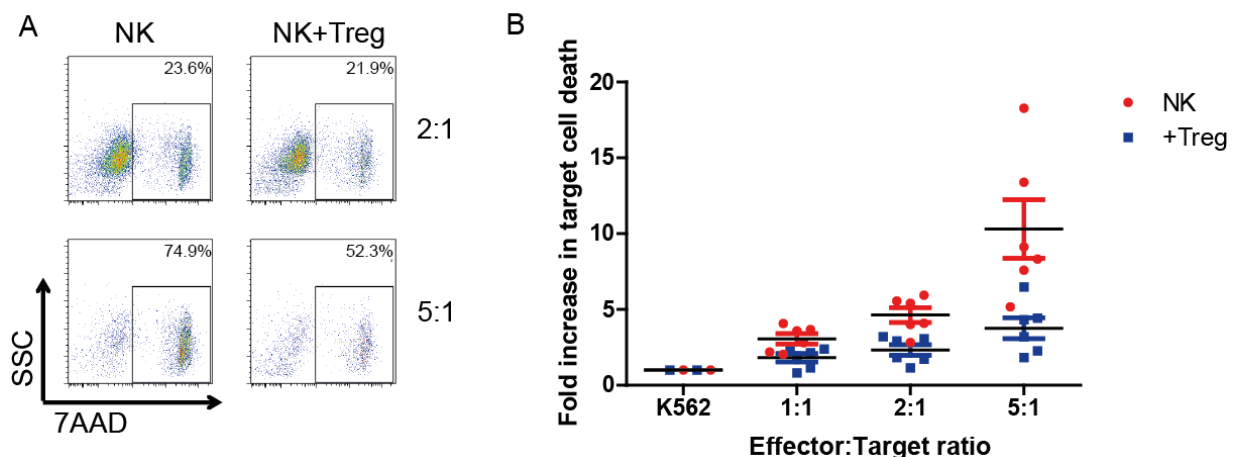 A
NK
NK+Treg
23.6%
21.9%
2:1
74.9%
52.3%
5:1
SSC
7AAD
B
Fold increase in target cell death
20
15
10
5
0
K562
1:1
2:1
5:1
Effector:Target ratio
NK
+Treg